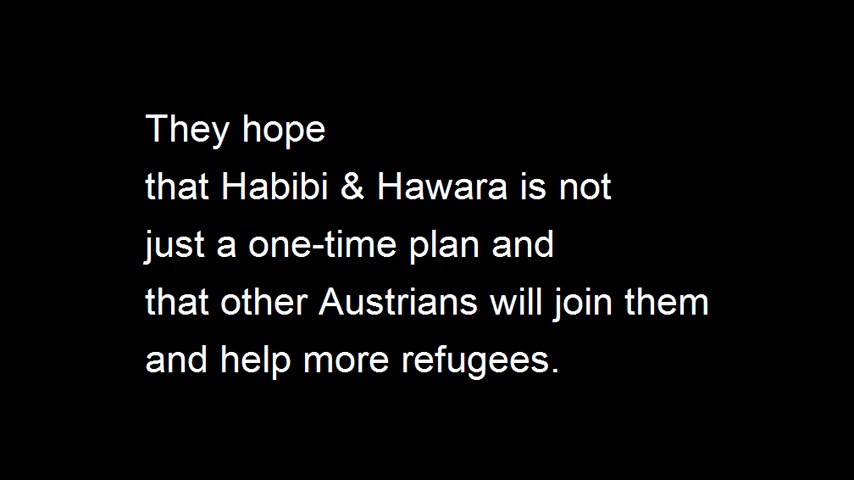 They hope
that Habibi & Hawara is not
just a one-time plan and
that other Austrians will join them
and help more refugees.